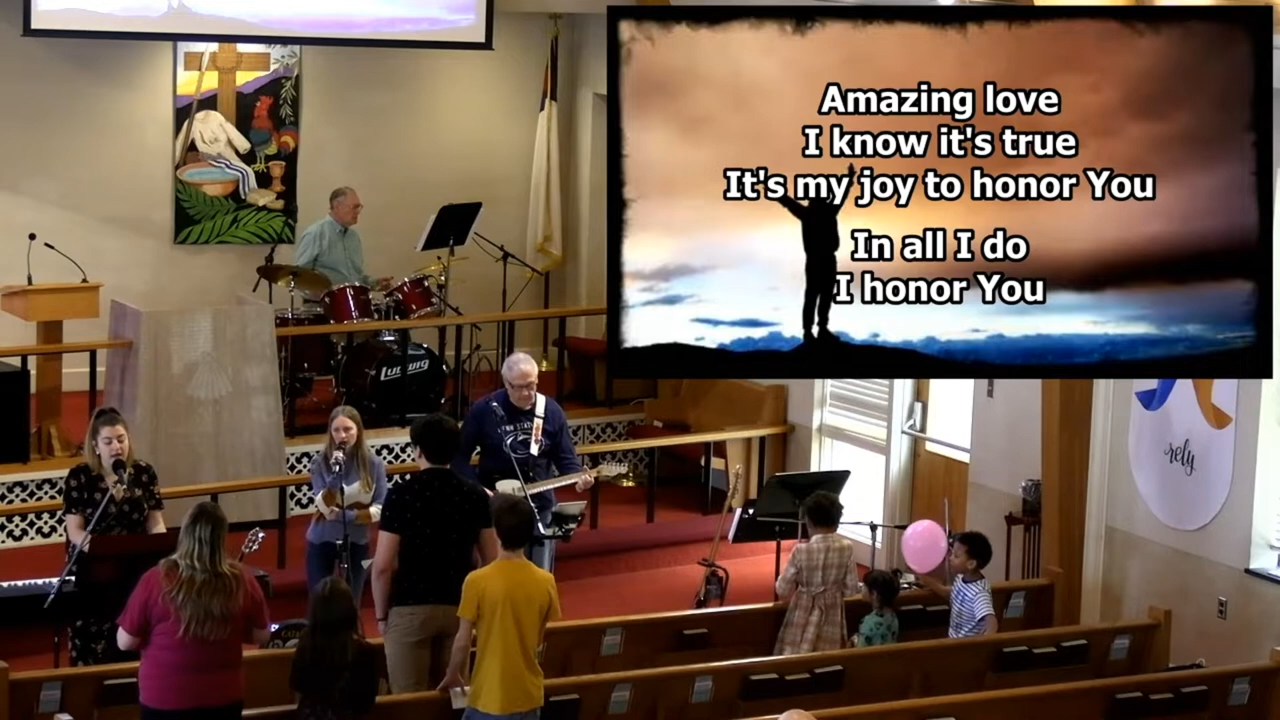 Amazing love
I know it's true
It's my joy to honor You
In all I do
I honor You
Ludwig
rely